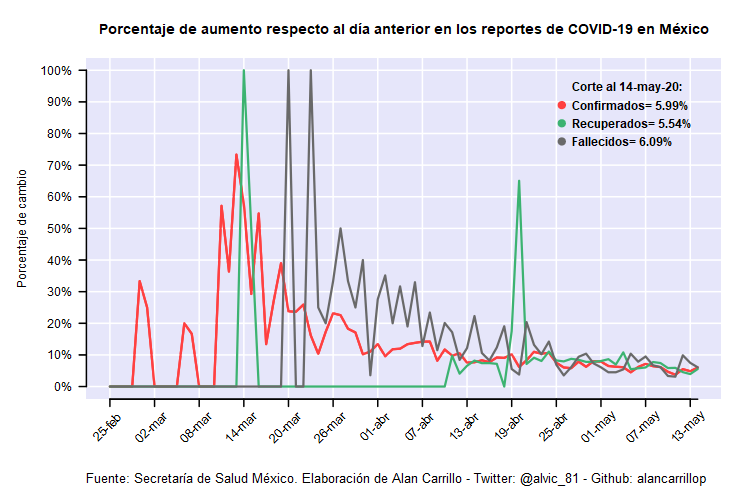 Porcentaje de aumento respecto al día anterior en los reportes de COVID-19 en México
Porcentaje de cambio
100%
90%
80%
70%
60%
50%
40%
30%
20%
10%
0%
Corte al 14-may-20:
Confirmados= 5.99%
Recuperados= 5.54%
Fallecidos= 6.09%
25-feb
02-mar
08-mar
14-mar
20-mar
26-mar
01-abr
07-abr
13-abr
19-abr
25-abr
01-may
07-may
13-may
Fuente: Secretaría de Salud México. Elaboración de Alan Carrillo - Twitter: @alvic_81 - Github: alancarrillop